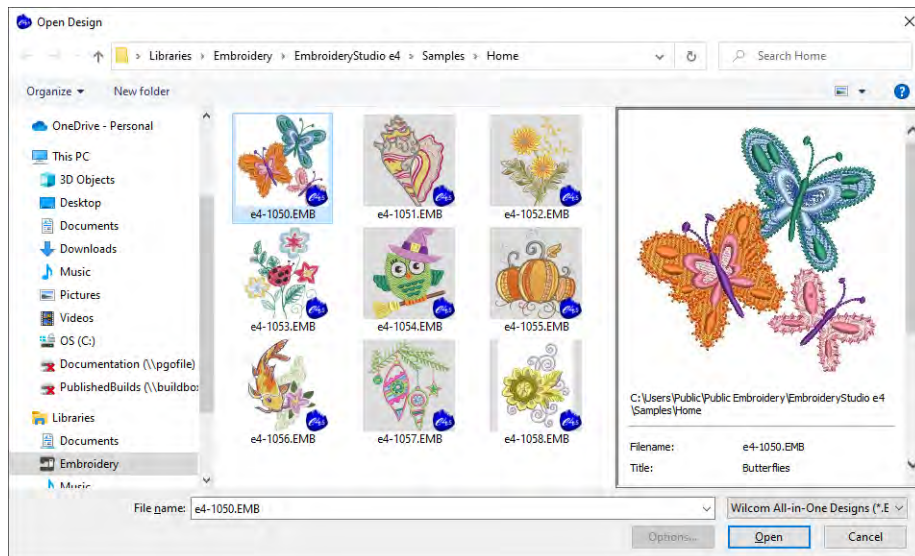 Open Design
Libraries > Embroidery > EmbroideryStudio e4 > Samples > Home
Search Home
Organize
New folder
OneDrive - Personal
This PC
3D Objects
Desktop
Documents
Downloads
Music
Pictures
Videos
OS (C:)
Documentation (\\pgofile)
PublishedBuilds (\\buildbo
Libraries
Documents
Embroidery
Music
e4-1050.EMB
e4-1051.EMB
e4-1052.EMB
e4-1053.EMB
e4-1054.EMB
e4-1055.EMB
e4-1056.EMB
e4-1057.EMB
e4-1058.EMB
C:\Users\Public\Public Embroidery\EmbroideryStudio e4
\Samples\Home
Filename: e4-1050.EMB
Title: Butterflies
File name: e4-1050.EMB
Wilcom All-in-One Designs (*.E
Options...
Open
Cancel